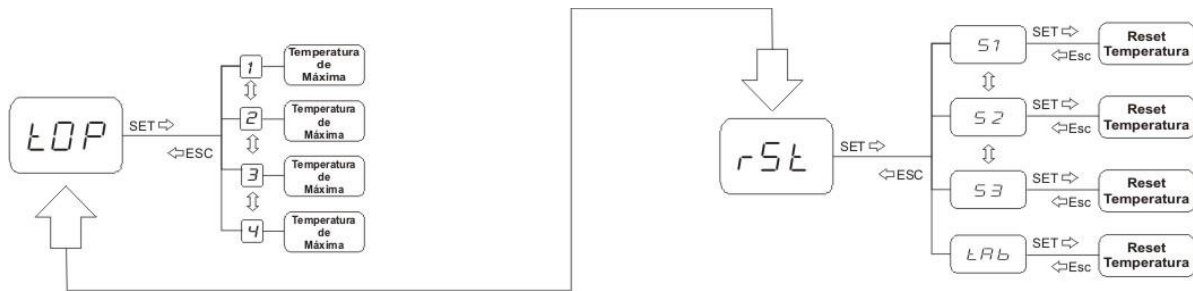 tOP
SET
ESC
1
Temperatura
de
Máxima
2
Temperatura
de
Máxima
3
Temperatura
de
Máxima
4
Temperatura
de
Máxima
rSt
SET
ESC
S1
SET
Esc
Reset
Temperatura
S2
SET
Esc
Reset
Temperatura
S3
SET
Esc
Reset
Temperatura
tAb
SET
Esc
Reset
Temperatura